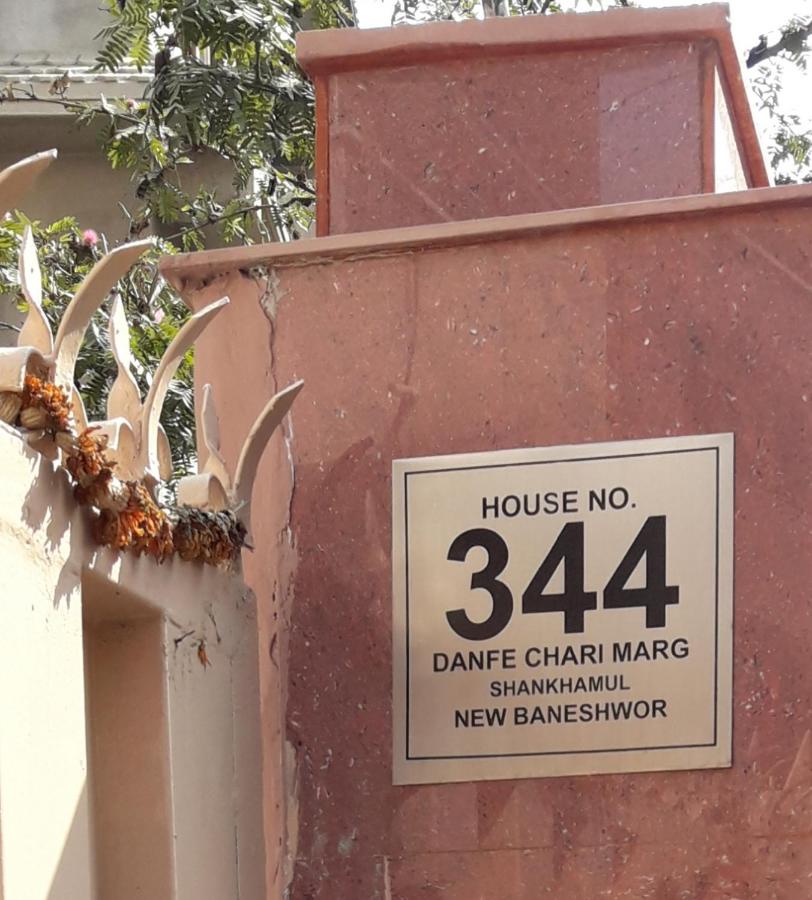 HOUSE NO.
344
DANFE CHARI MARG
SHANKHAMUL
NEW BANESHWOR